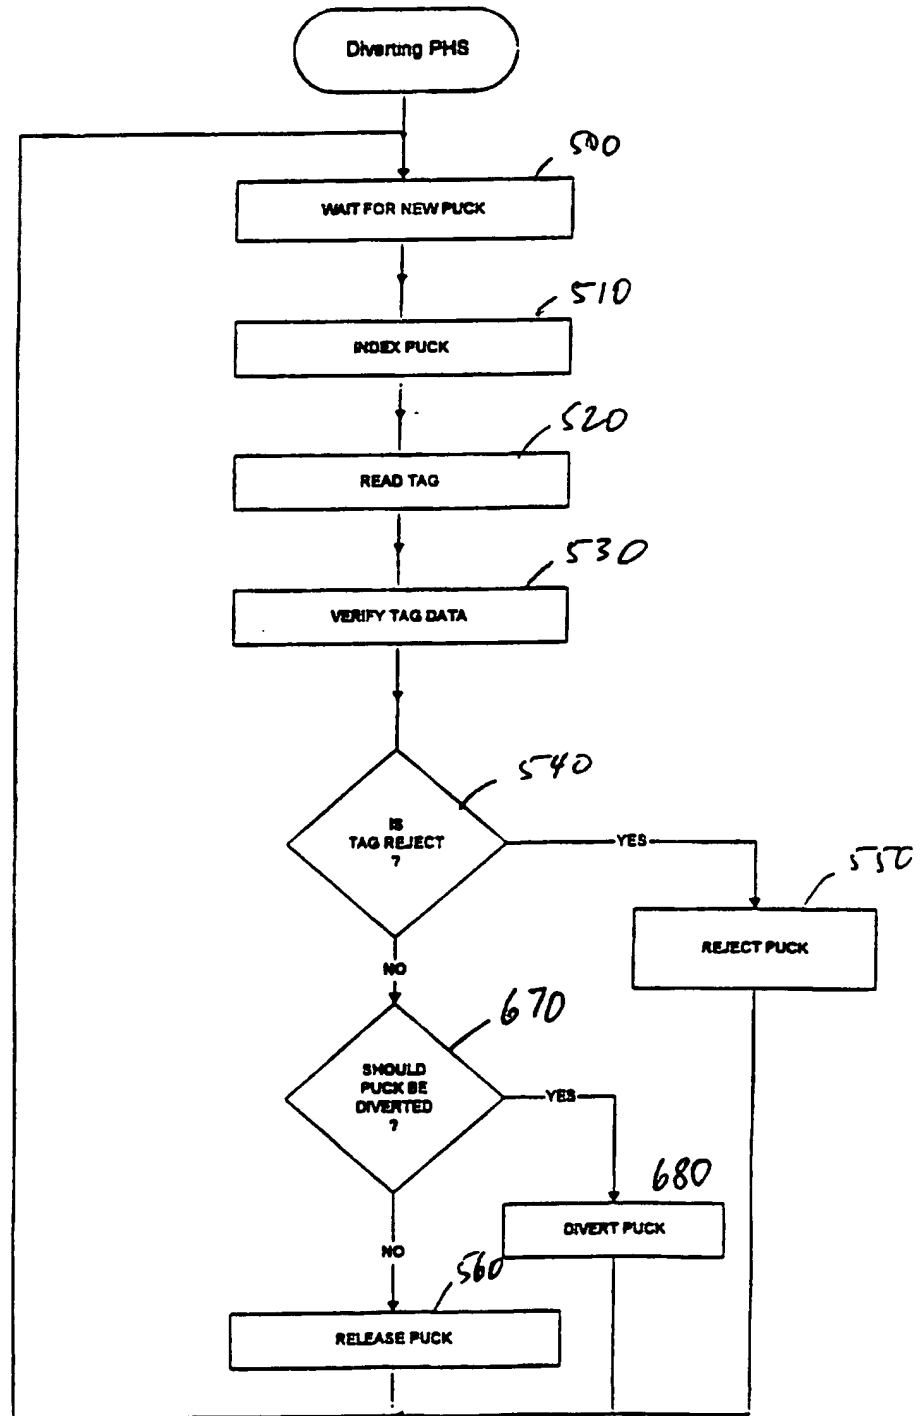 Diverting PHS
500
WAIT FOR NEW PUCK
510
INDEX PUCK
520
READ TAG
530
VERIFY TAG DATA
540
IS
TAG REJECT
?
YES
550
REJECT PUCK
NO
670
SHOULD
PUCK BE
DIVERTED
?
YES
680
DIVERT PUCK
NO
560
RELEASE PUCK